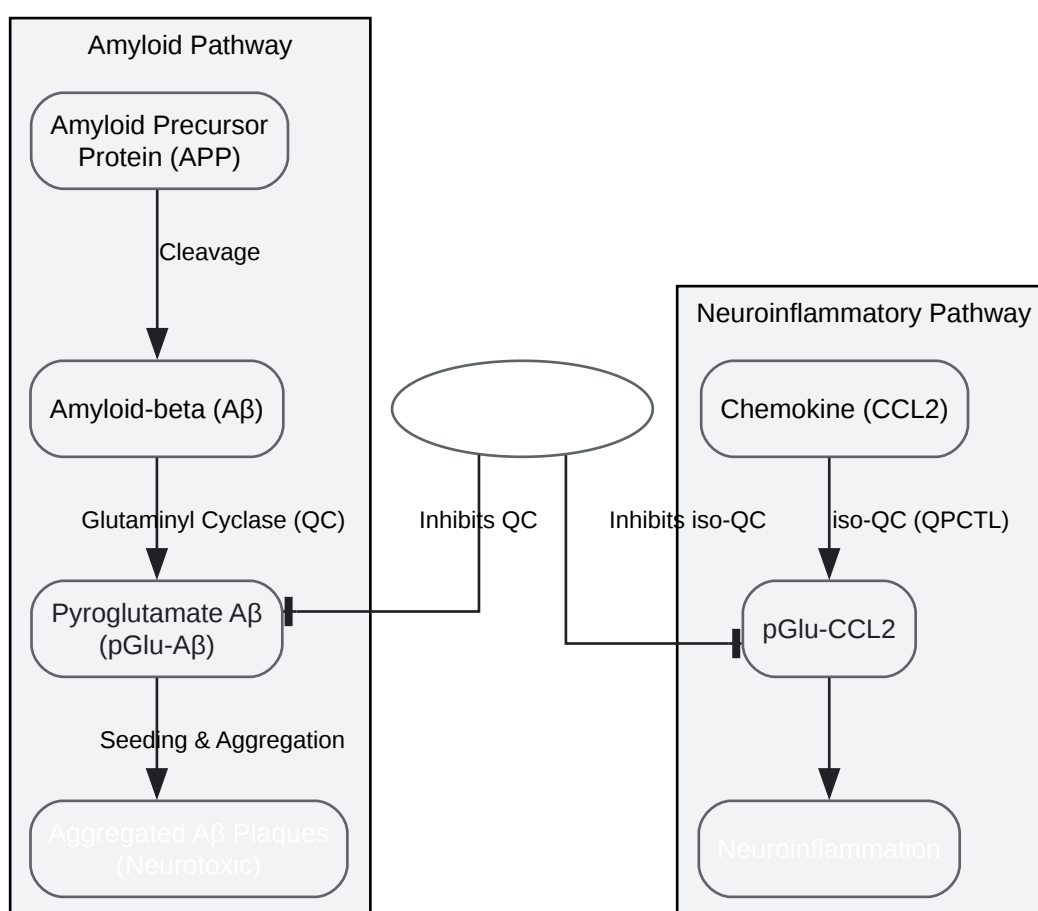 Amyloid Pathway
Amyloid Precursor
Protein (APP)
Cleavage
Amyloid-beta (Aβ)
Glutaminyl Cyclase (QC)
Pyroglutamate Aβ
(pGlu-Aβ)
Seeding & Aggregation
Aggregated Aβ Plaques
(Neurotoxic)
Inhibits QC
Inhibits iso-QC
Neuroinflammatory Pathway
Chemokine (CCL2)
iso-QC (QPCTL)
pGlu-CCL2
Neuroinflammation